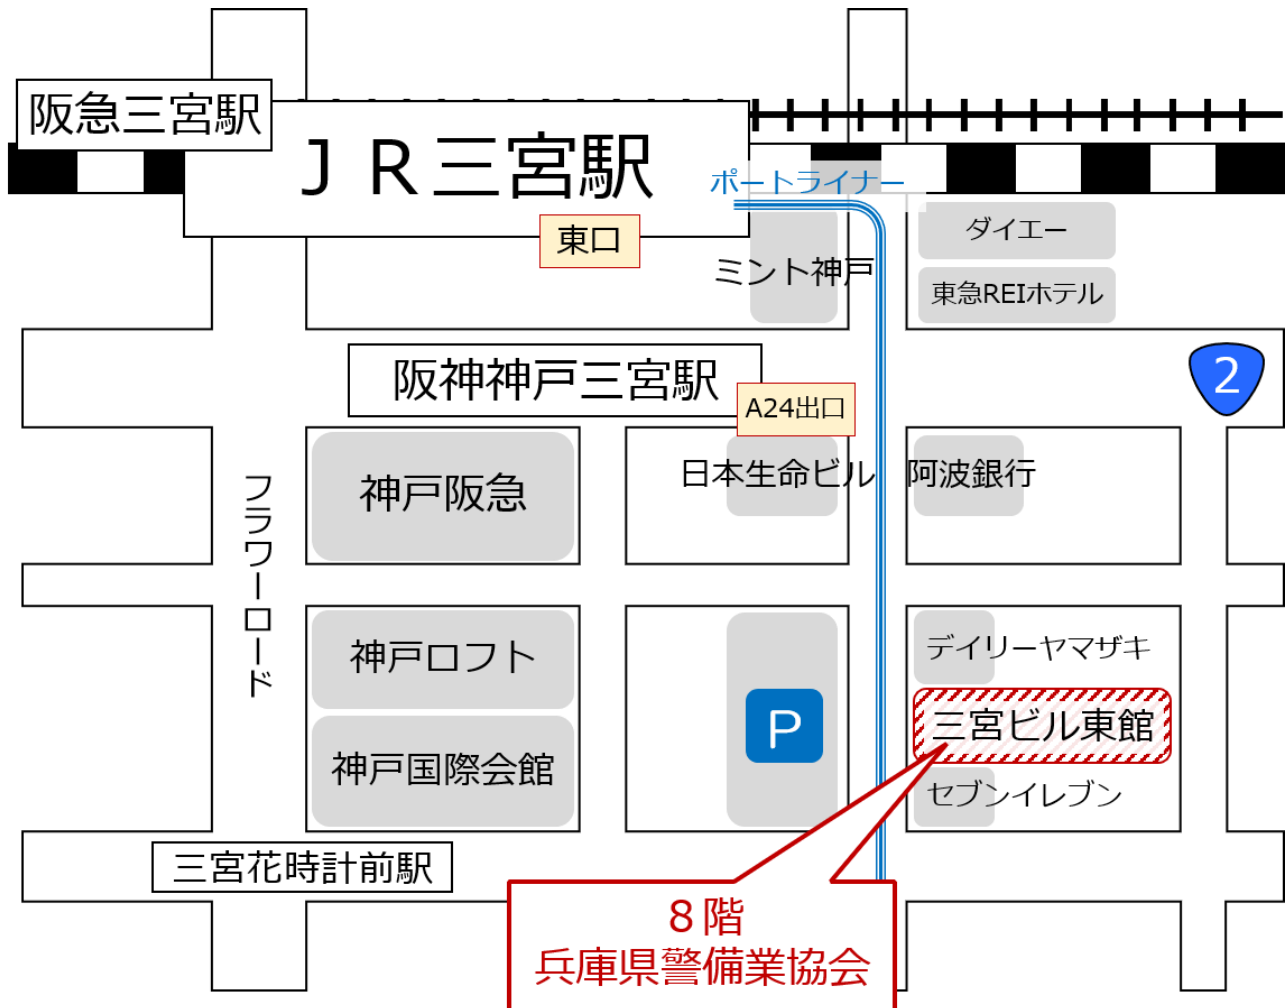 阪急三宮駅
ＪＲ三宮駅
ポートライナー
東口
ダイエー
ミント神戸
東急REIホテル
阪神神戸三宮駅
2
A24出口
神戸阪急
日本生命ビル
阿波銀行
フラワーロード
神戸ロフト
デイリーヤマザキ
P
三宮ビル東館
神戸国際会館
セブンイレブン
三宮花時計前駅
８階
兵庫県警備業協会